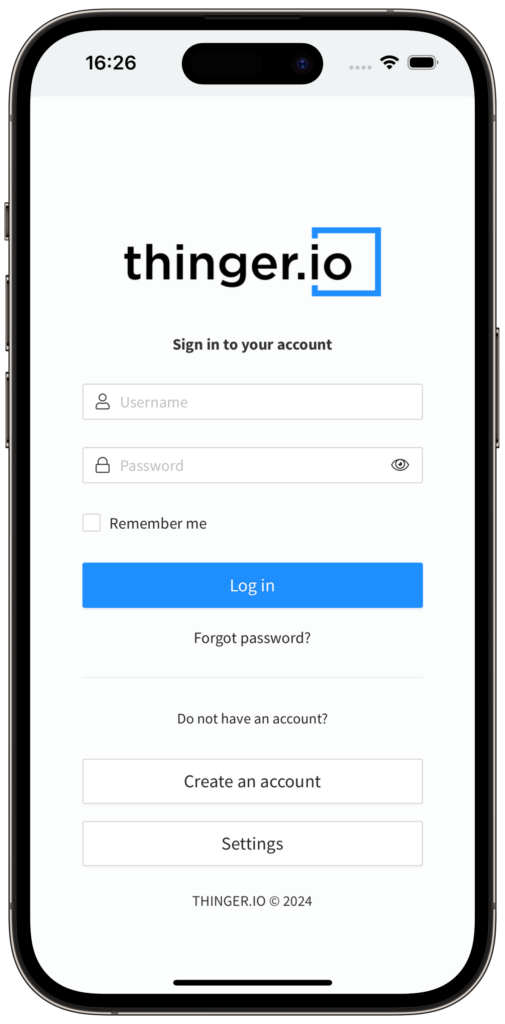 16:26
thinger.io
Sign in to your account
Username
Password
Remember me
Log in
Forgot password?
Do not have an account?
Create an account
Settings
THINGER.IO © 2024